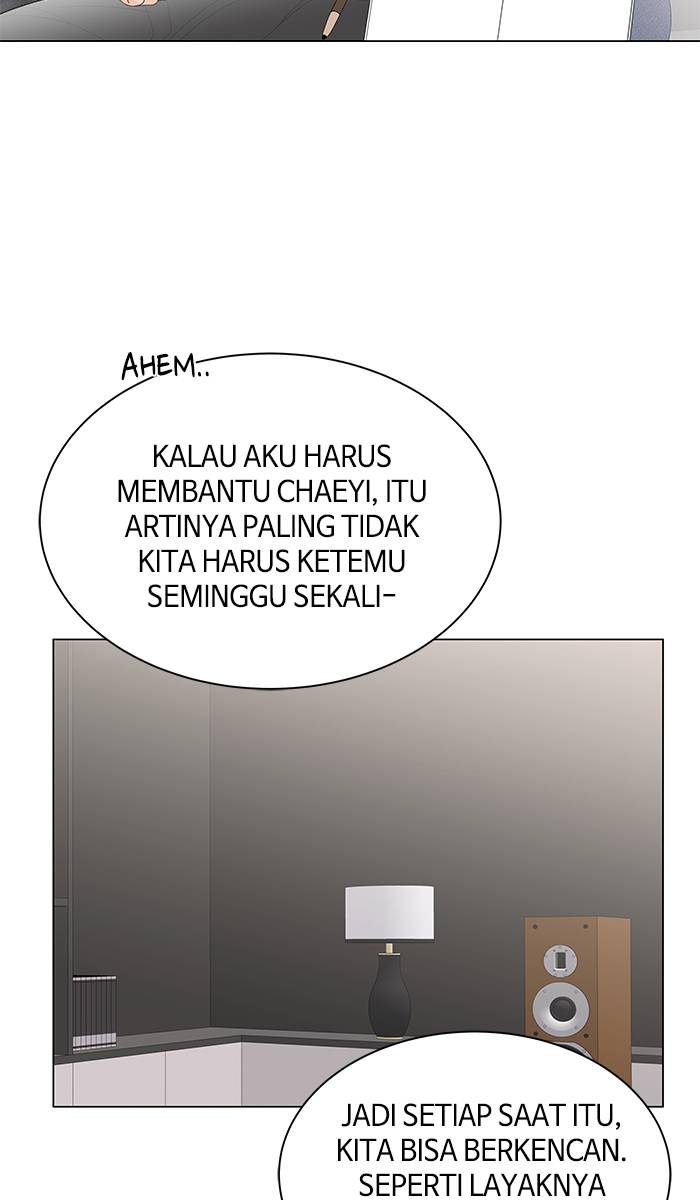 AHEM..
KALAU AKU HARUS
MEMBANTU CHAEYI, ITU
ARTINYA PALING TIDAK
KITA HARUS KETEMU
SEMINGGU SEKALI-
JADI SETIAP SAAT ITU,
KITA BISA BERKENCAN.
SEPERTI LAYAKNYA